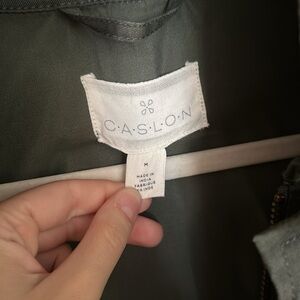 C·A·S·L·O·N
M
MADE IN
INDIA
FABRIQUÉ
EN INDE